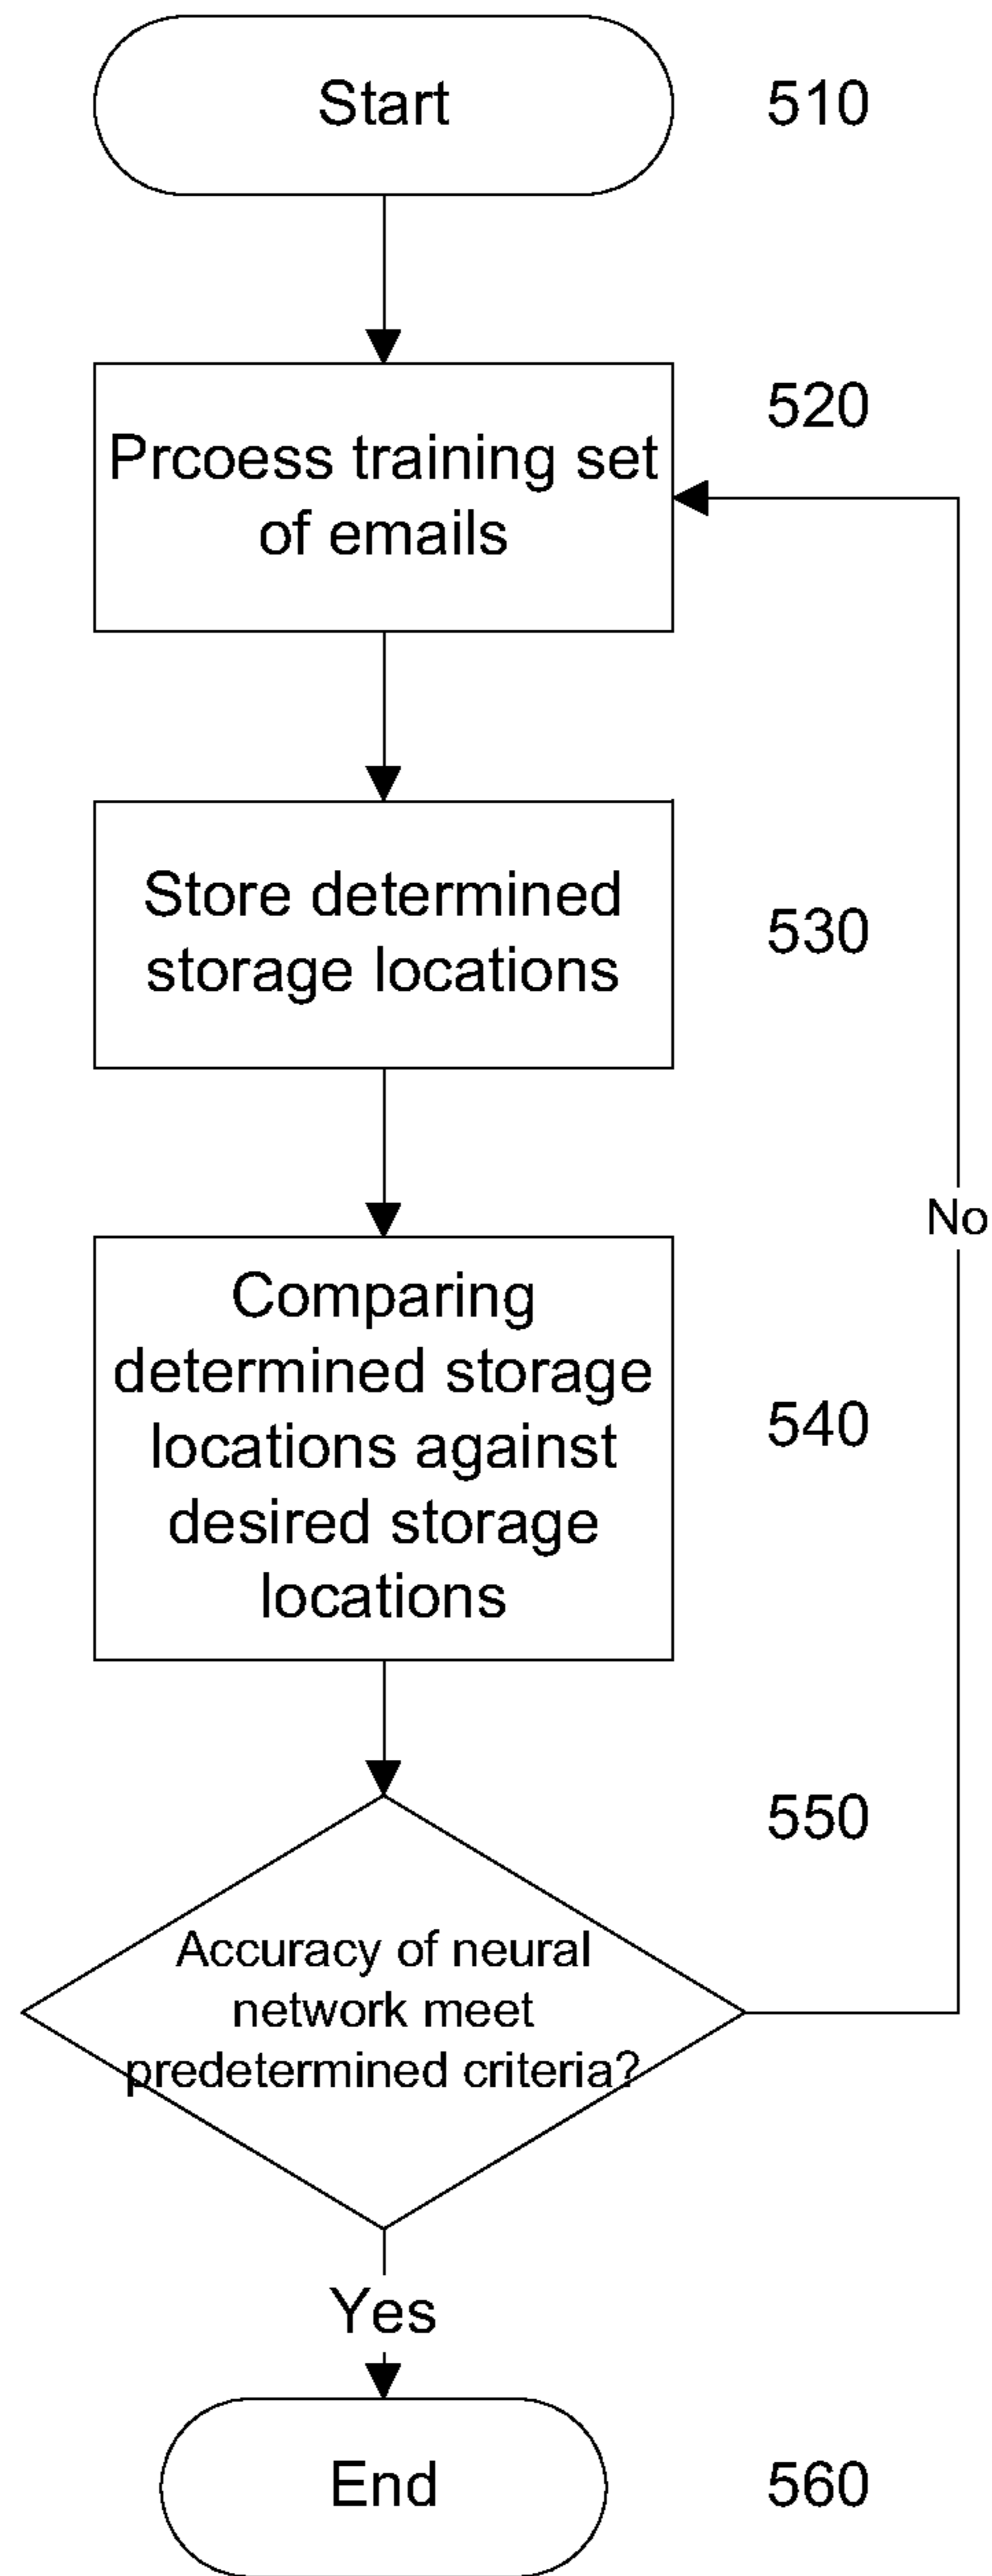 Start
510
520
Prcoess training set
of emails
Store determined
storage locations
530
No
Comparing
determined storage
locations against
desired storage
locations
540
550
Accuracy of neural
network meet
predetermined criteria?
Yes
End
560